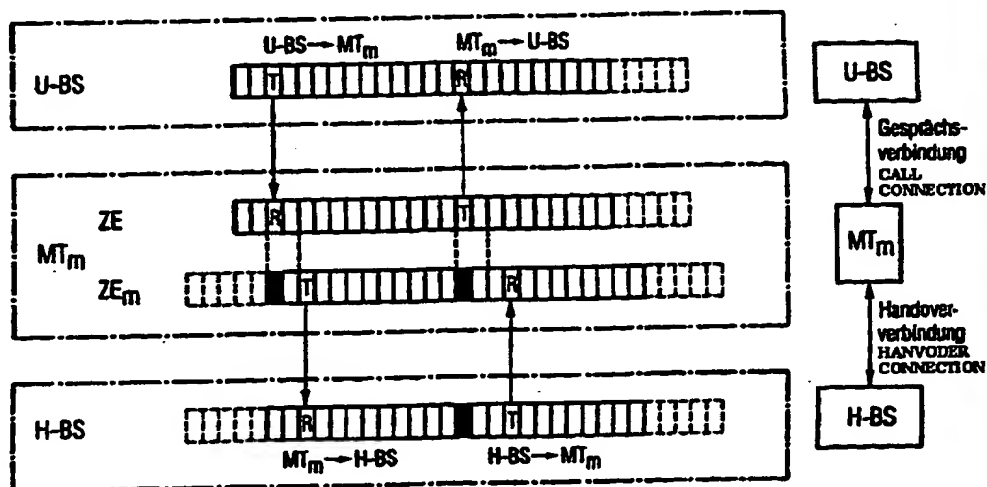 U-BS→MTm MTm→U-BS
U-BS
T R
ZE
R T
MTm
ZEm
T R
H-BS
R T
MTm→H-BS H-BS→MTm
U-BS
Gesprächs-
verbindung
CALL
CONNECTION
MTm
Handover-
verbindung
HANVODER
CONNECTION
H-BS